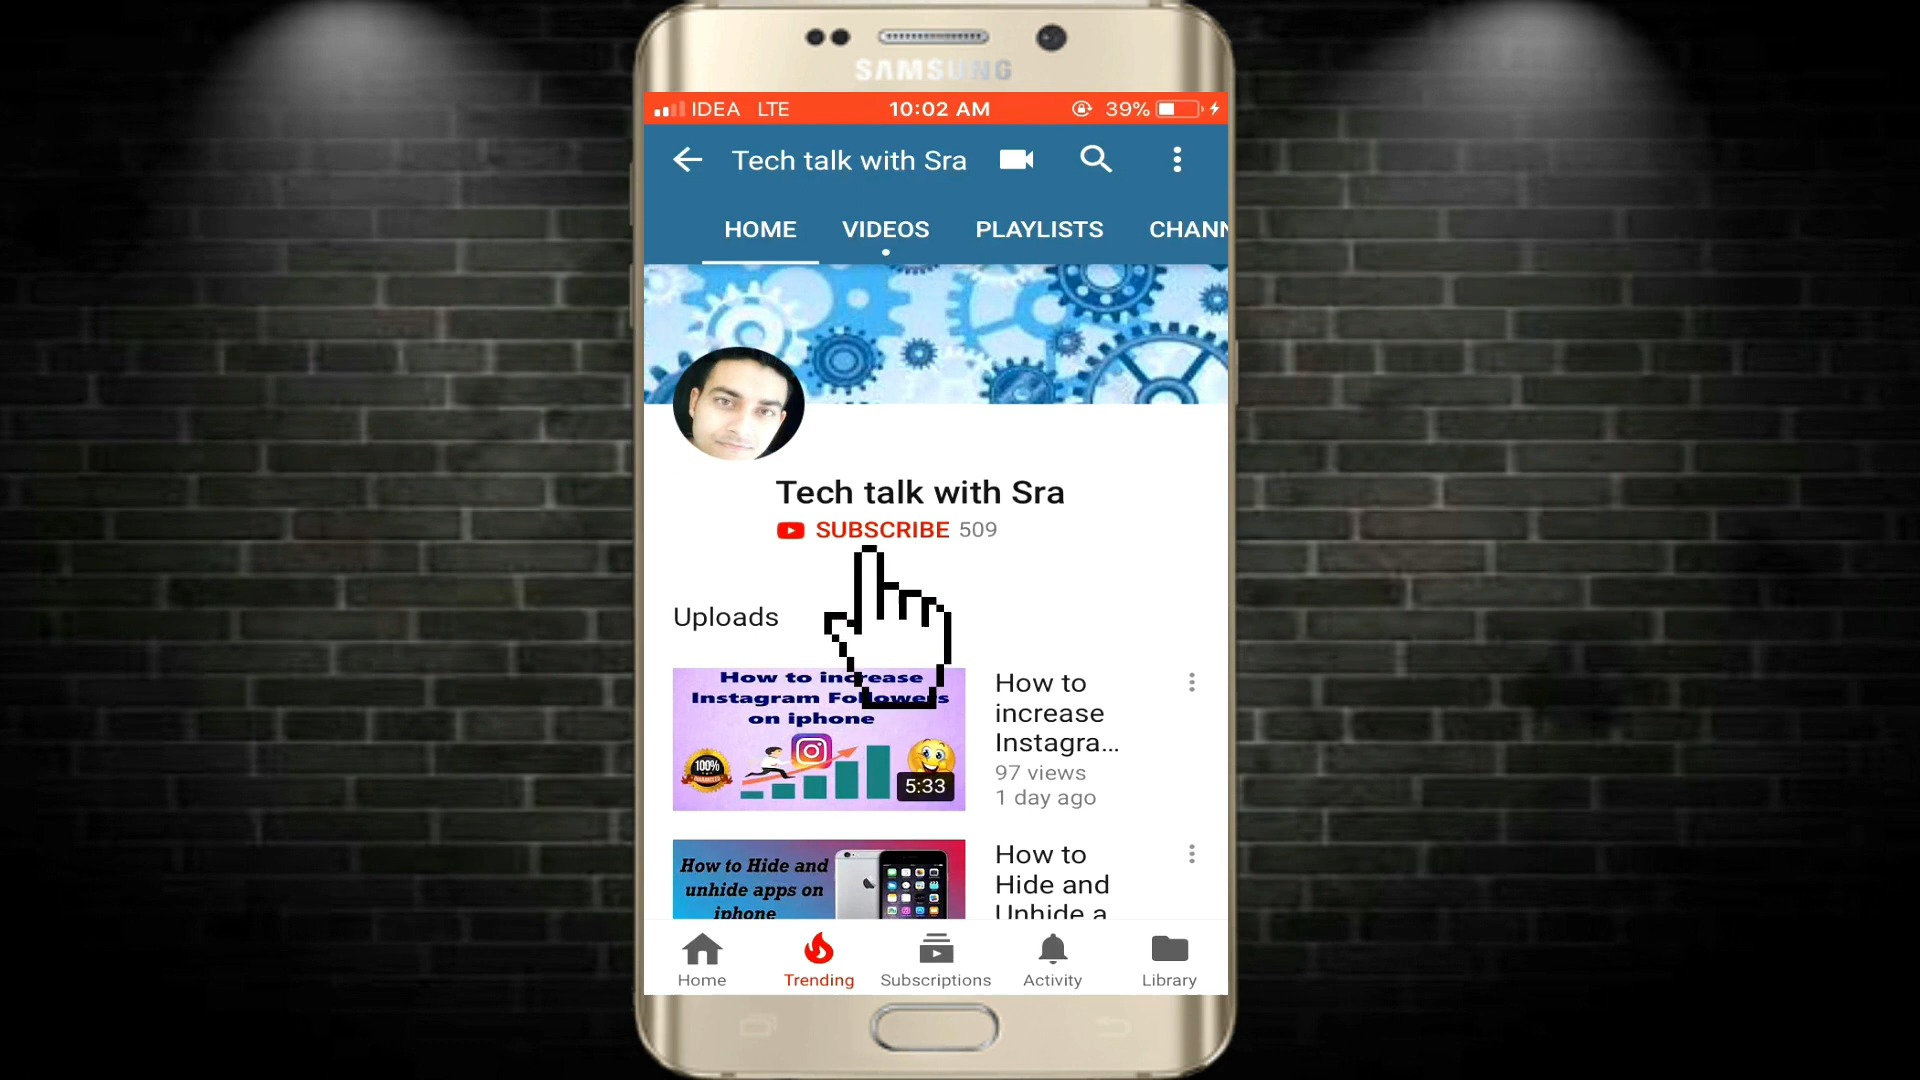 SAMSUNG
IDEA LTE 10:02 AM 39%
Tech talk with Sra
HOME VIDEOS PLAYLISTS CHANN
Tech talk with Sra
SUBSCRIBE 509
Uploads
How to increase
Instagram Followers
on iphone
100%
5:33
How to
increase
Instagra...
97 views
1 day ago
How to Hide and
unhide apps on
iphone
How to
Hide and
Unhide a
Home Trending Subscriptions Activity Library